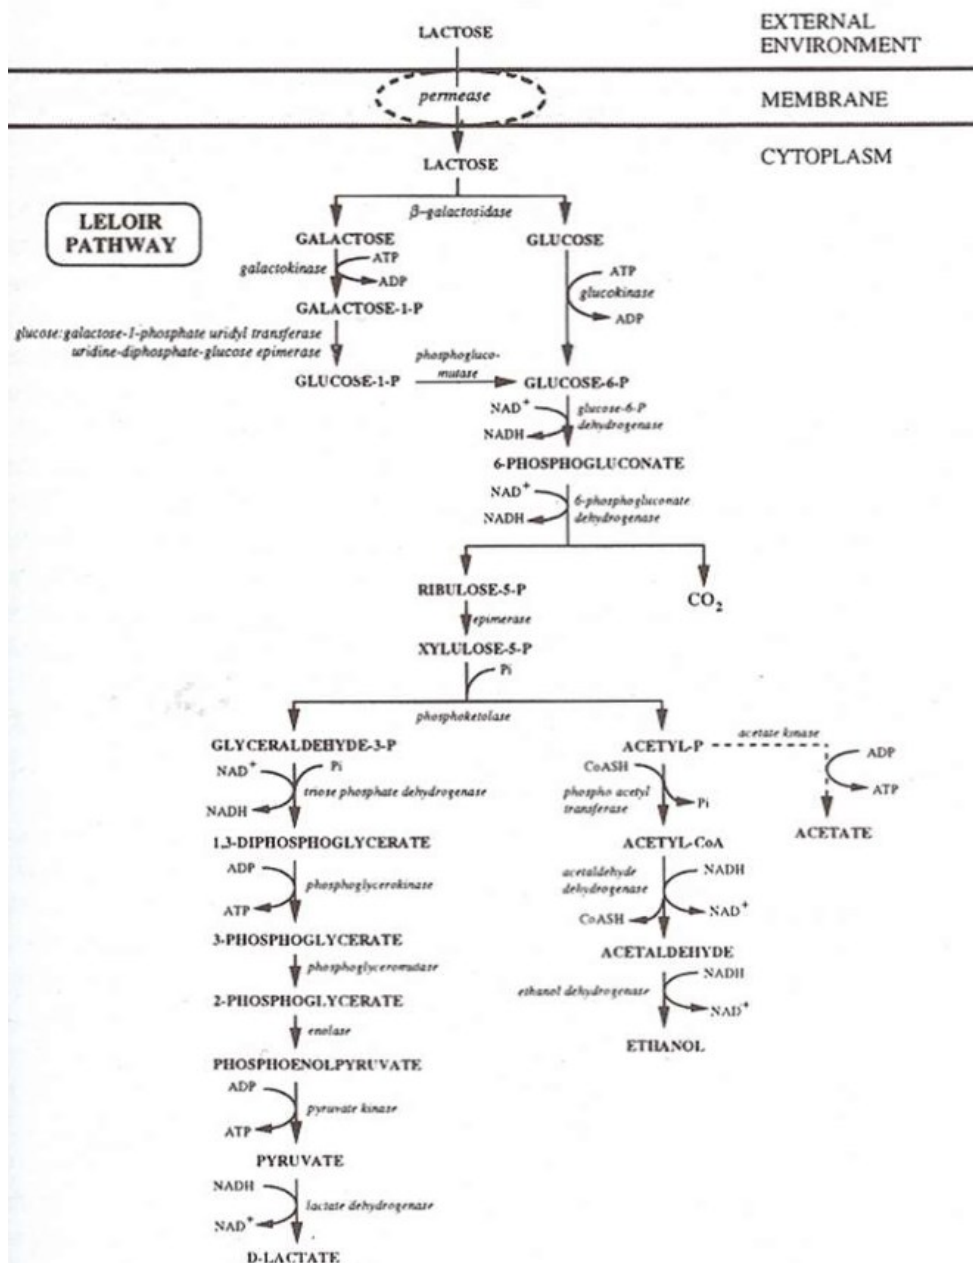 LACTOSE
EXTERNAL
ENVIRONMENT
permease
MEMBRANE
LACTOSE
CYTOPLASM
LELOIR
PATHWAY
β-galactosidase
GALACTOSE
GLUCOSE
galactokinase
ATP
ADP
ATP
glucokinase
ADP
GALACTOSE-1-P
glucose:galactose-1-phosphate uridyl transferase
uridine-diphosphate-glucose epimerase
GLUCOSE-1-P
phosphogluco-
mutase
GLUCOSE-6-P
NAD+
NADH
glucose-6-P
dehydrogenase
6-PHOSPHOGLUCONATE
NAD+
NADH
6-phosphogluconate
dehydrogenase
RIBULOSE-5-P
CO2
epimerase
XYLULOSE-5-P
Pi
phosphoketolase
GLYCERALDEHYDE-3-P
ACETYL-P
acetate kinase
ADP
ATP
ACETATE
NAD+
Pi
triose phosphate dehydrogenase
NADH
CoASH
phospho acetyl
transferase
Pi
1,3-DIPHOSPHOGLYCERATE
ACETYL-CoA
ADP
phosphoglycerokinase
ATP
acetaldehyde
dehydrogenase
NADH
NAD+
CoASH
3-PHOSPHOGLYCERATE
ACETALDEHYDE
phosphoglyceromutase
NADH
ethanol dehydrogenase
NAD+
2-PHOSPHOGLYCERATE
enolase
ETHANOL
PHOSPHOENOLPYRUVATE
ADP
pyruvate kinase
ATP
PYRUVATE
NADH
lactate dehydrogenase
NAD+
D-LACTATE